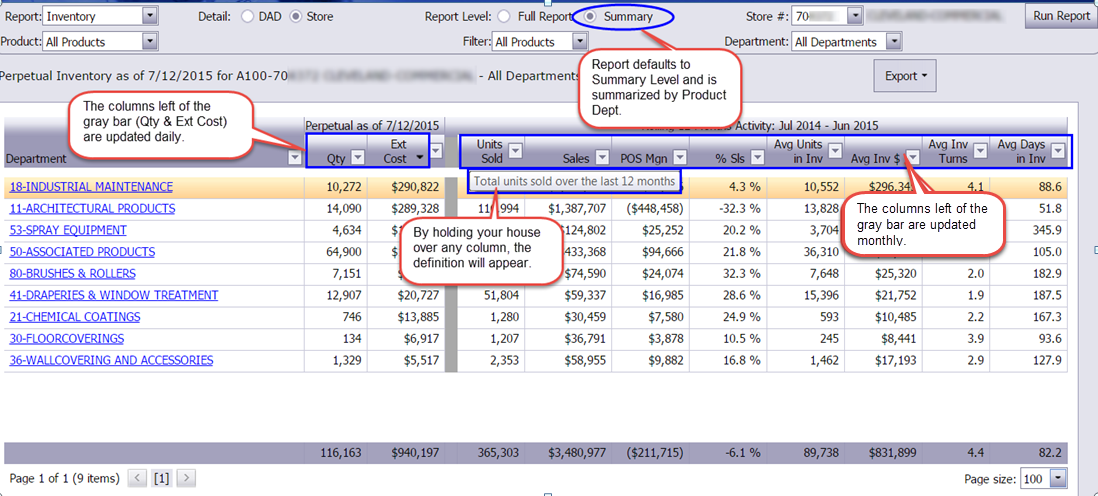 Report: Inventory Detail: DAD Store Report Level: Full Report Summary Store #: 70 Run Report
Product: All Products Filter: All Products Department: All Departments
Perpetual Inventory as of 7/12/2015 for A100-70 - All Departments
Export
Report defaults to
Summary Level and is
summarized by Product
Dept.
The columns left of the
gray bar (Qty & Ext Cost)
are updated daily.
Perpetual as of 7/12/2015 Activity: Jul 2014 - Jun 2015
Department Qty Ext Cost Units Sold Sales POS Mgn % Sls Avg Units in Inv Avg Inv $ Avg Inv Turns Avg Days in Inv
18-INDUSTRIAL MAINTENANCE 10,272 $290,822 4.3 % 10,552 $296,34 4.1 88.6
Total units sold over the last 12 months
11-ARCHITECTURAL PRODUCTS 14,090 $289,328 994 $1,387,707 ($448,458) -32.3 % 13,828 51.8
53-SPRAY EQUIPMENT 4,634 $124,802 $25,252 20.2 % 3,704 345.9
50-ASSOCIATED PRODUCTS 64,900 433,368 $94,666 21.8 % 36,310 105.0
80-BRUSHES & ROLLERS 7,151 $74,590 $24,074 32.3 % 7,648 $25,320 2.0 182.9
41-DRAPERIES & WINDOW TREATMENT 12,907 $20,727 51,804 $59,337 $16,985 28.6 % 15,396 $21,752 1.9 187.5
21-CHEMICAL COATINGS 746 $13,885 1,280 $30,459 $7,580 24.9 % 593 $10,485 2.2 167.3
30-FLOORCOVERINGS 134 $6,917 1,207 $36,791 $3,878 10.5 % 245 $8,441 3.9 93.6
36-WALLCOVERING AND ACCESSORIES 1,329 $5,517 2,353 $58,955 $9,882 16.8 % 1,462 $17,193 2.9 127.9
By holding your house
over any column, the
definition will appear.
The columns left of the
gray bar are updated
monthly.
116,163 $940,197 365,303 $3,480,977 ($211,715) -6.1 % 89,738 $831,899 4.4 82.2
Page 1 of 1 (9 items) < [1] > Page size: 100